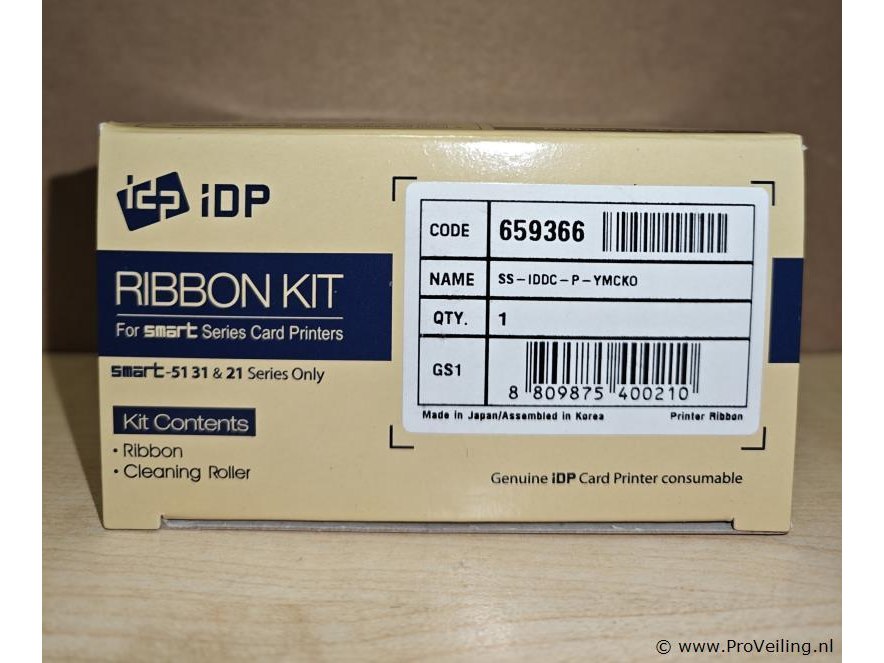 idp iDP
RIBBON KIT
For smart Series Card Printers
smart-51 31 & 21 Series Only
Kit Contents
• Ribbon
• Cleaning Roller
CODE 659366
NAME SS-IDDC-P-YMCKO
QTY. 1
GS1 8 809875 400210
Made in Japan/Assembled in Korea Printer Ribbon
Genuine iDP Card Printer consumable
© www.ProVeiling.nl